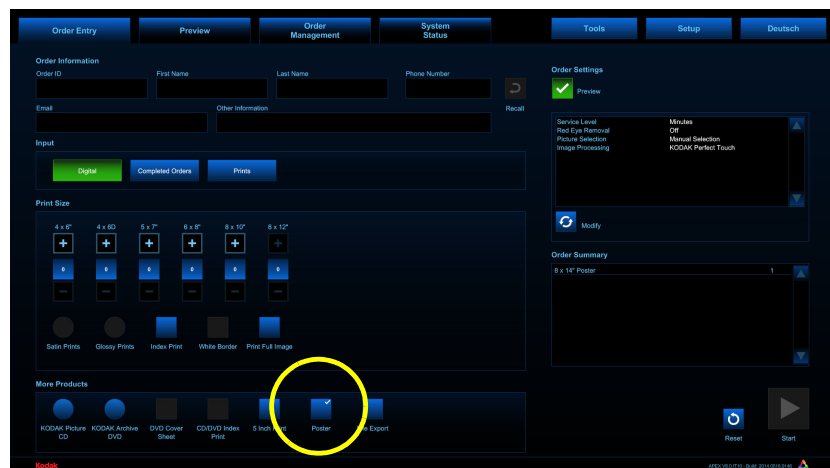 Order Entry
Preview
Order
Management
System
Status
Tools
Setup
Deutsch
Order Information
Order ID
First Name
Last Name
Phone Number
Email
Other Information
Recall
Input
Digital
Completed Orders
Prints
Print Size
4 x 6"
4 x 6D
5 x 7"
6 x 8"
8 x 10"
8 x 12"
0
0
0
0
0
0
Satin Prints
Glossy Prints
Index Print
White Border
Print Full Image
More Products
KODAK Picture
CD
KODAK Archive
DVD
DVD Cover
Sheet
CD/DVD Index
Print
5 Inch Print
Poster
Export
Order Settings
Preview
Service Level Minutes
Red Eye Removal Off
Picture Selection Manual Selection
Image Processing KODAK Perfect Touch
Modify
Order Summary
8 x 14" Poster 1
Reset
Start
Kodak